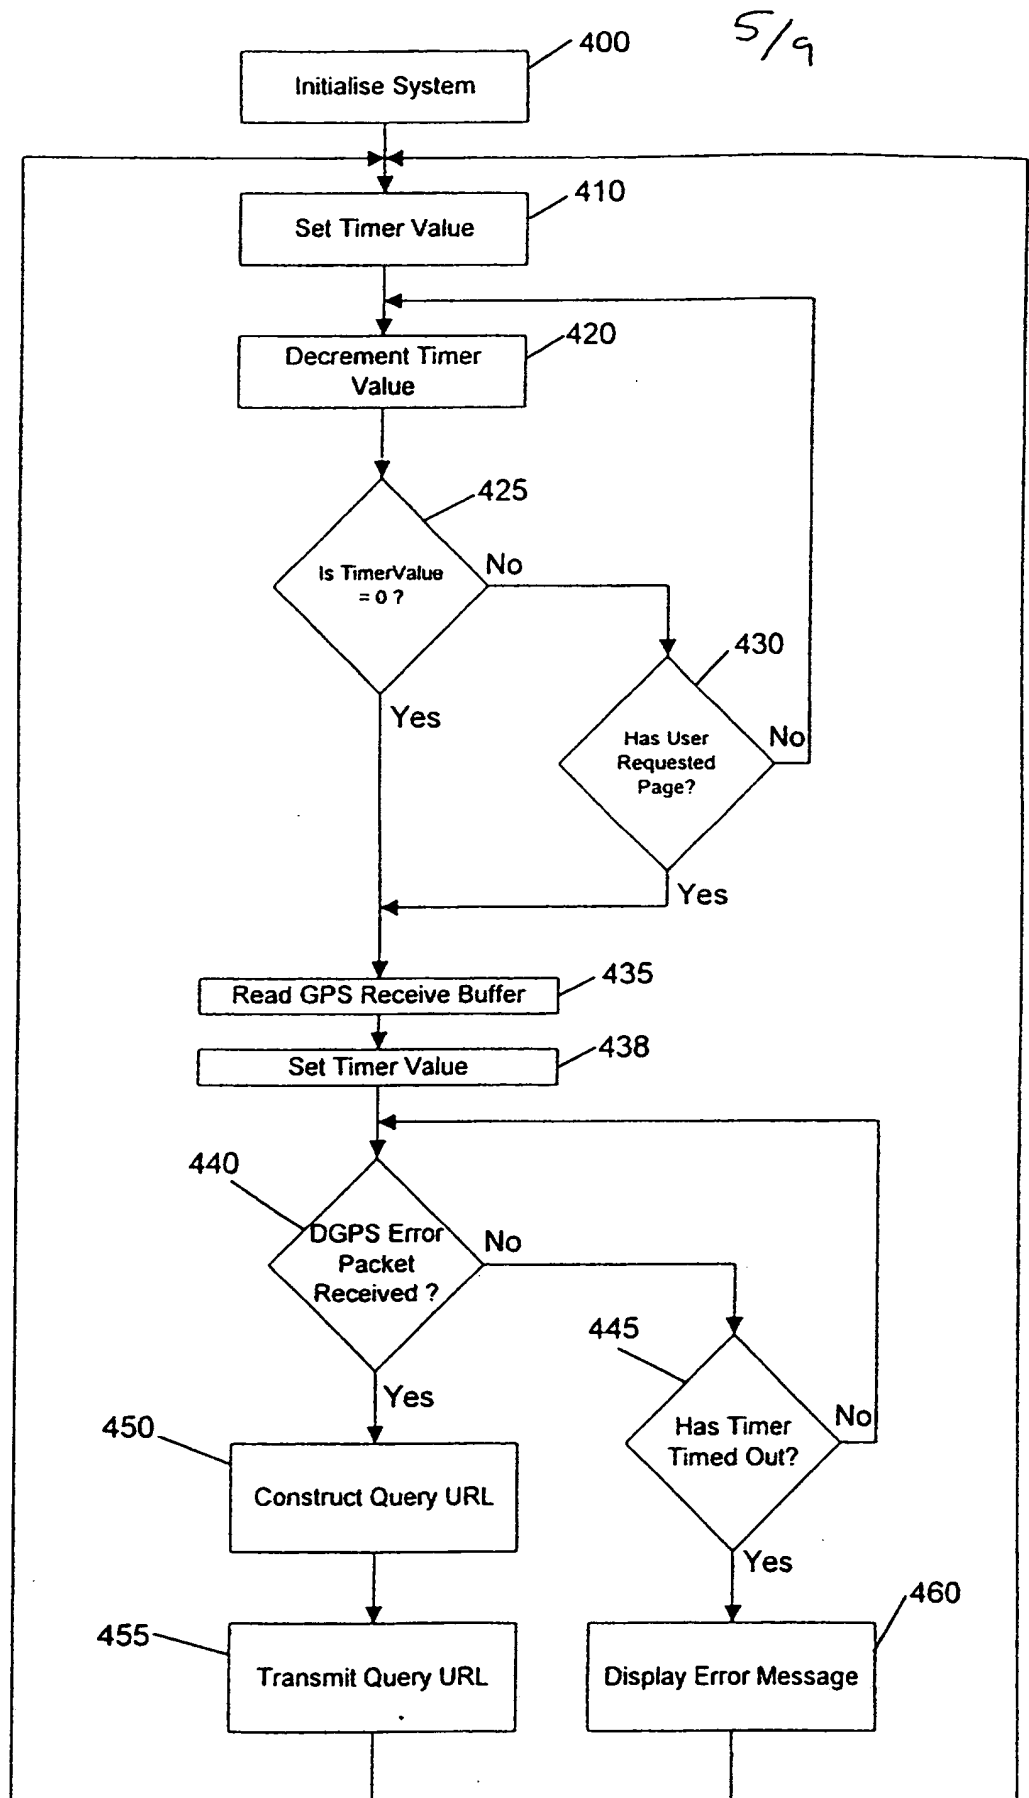 5/9
400
Initialise System
410
Set Timer Value
420
Decrement Timer
Value
425
Is TimerValue
= 0 ?
No
430
Has User
Requested
Page?
No
Yes
Yes
435
Read GPS Receive Buffer
438
Set Timer Value
440
DGPS Error
Packet
Received ?
No
445
Has Timer
Timed Out?
No
Yes
450
Construct Query URL
Yes
455
Transmit Query URL
460
Display Error Message